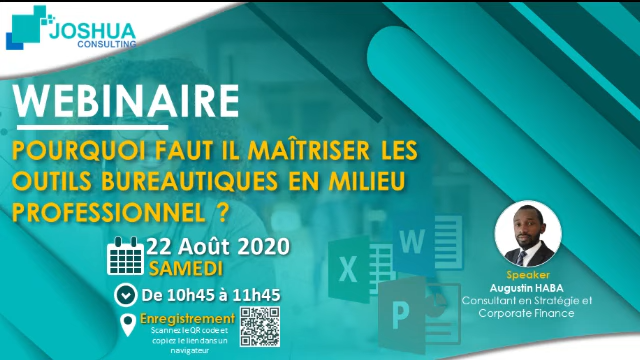 JOSHUA
CONSULTING
WEBINAIRE
POURQUOI FAUT IL MAÎTRISER LES
OUTILS BUREAUTIQUES EN MILIEU
PROFESSIONNEL ?
22 Août 2020
SAMEDI
De 10h45 à 11h45
Enregistrement
Scannez le QR code et
copiez le lien dans un
navigateur
X
W
P
Speaker
Augustin HABA
Consultant en Stratégie et
Corporate Finance